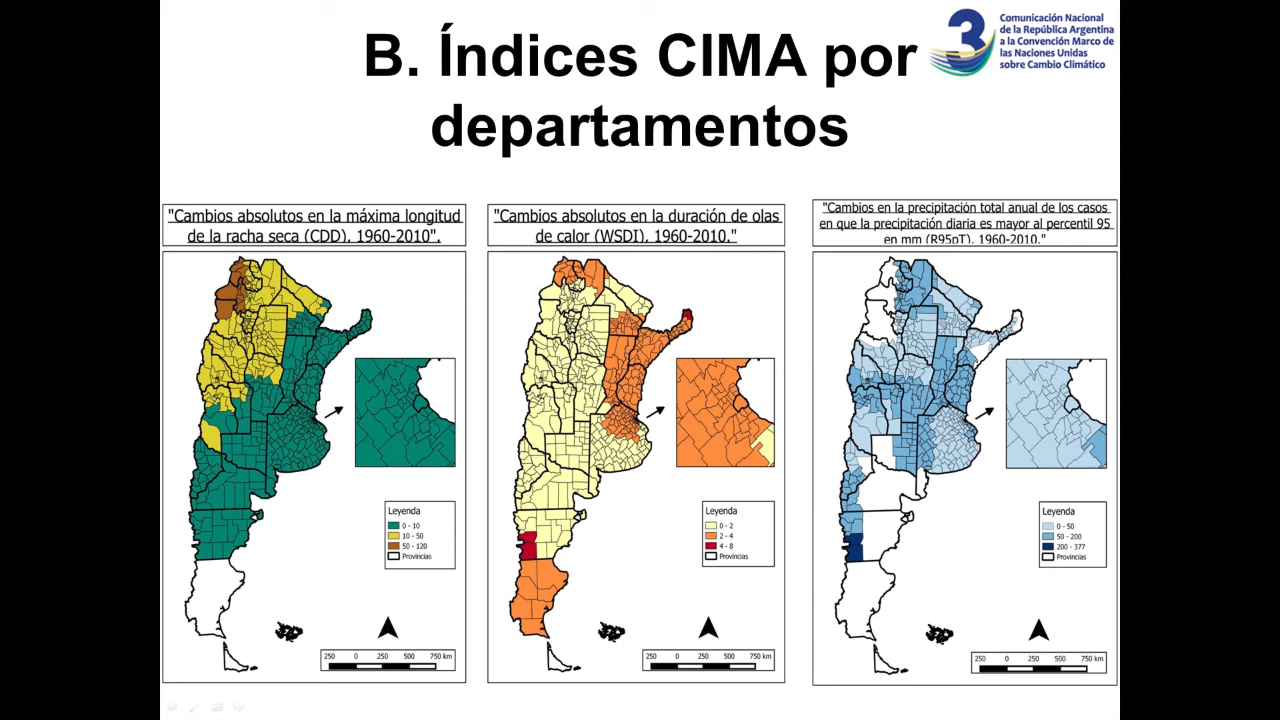 B. Índices CIMA por
departamentos
3
Comunicación Nacional
de la República Argentina
a la Convención Marco de
las Naciones Unidas
sobre Cambio Climático
"Cambios absolutos en la máxima longitud
de la racha seca (CDD), 1960-2010".
"Cambios absolutos en la duración de olas
de calor (WSDI), 1960-2010."
"Cambios en la precipitación total anual de los casos
en que la precipitación diaria es mayor al percentil 95
en mm (R95pT), 1960-2010."
Leyenda
0 - 10
10 - 50
50 - 120
Provincias
250 0 250 500 750 km
Leyenda
0 - 2
2 - 4
4 - 8
Provincias
250 0 250 500 750 km
Leyenda
0 - 50
50 - 200
200 - 377
Provincias
250 0 250 500 750 km